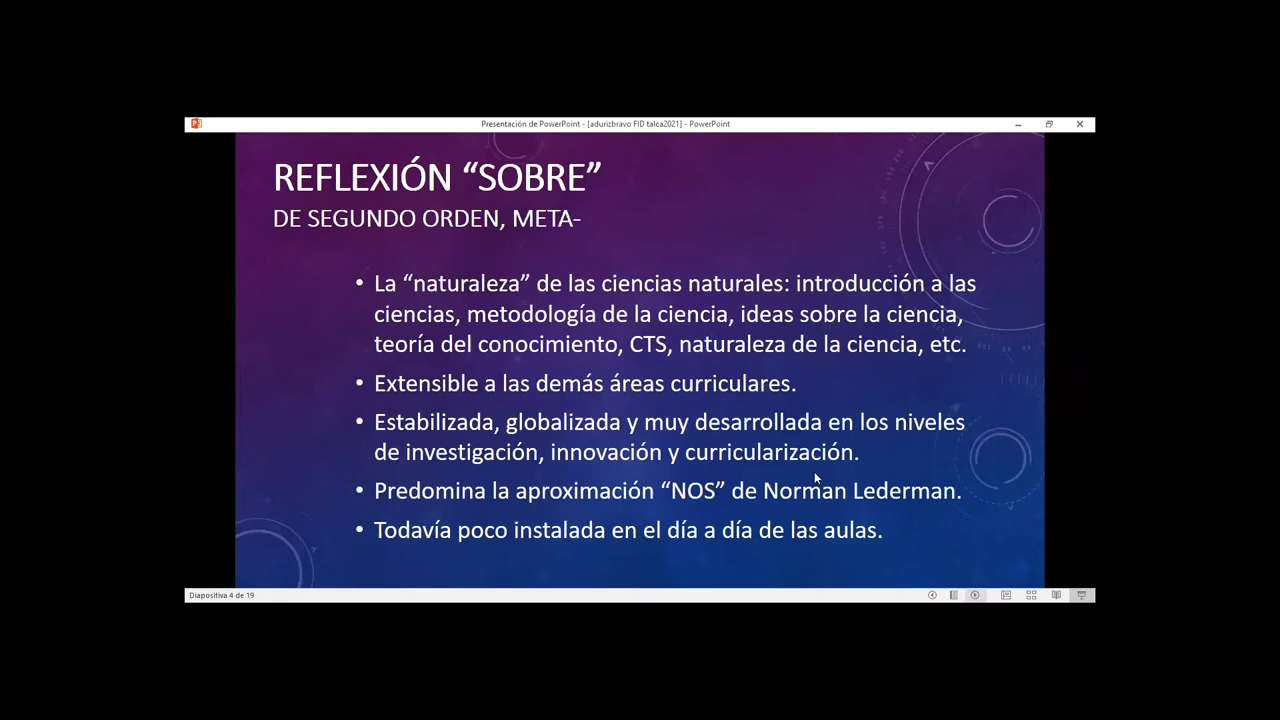 Presentación de PowerPoint - [adurizbravo FID talca2021] - PowerPoint
REFLEXIÓN “SOBRE”
DE SEGUNDO ORDEN, META-
• La “naturaleza” de las ciencias naturales: introducción a las
ciencias, metodología de la ciencia, ideas sobre la ciencia,
teoría del conocimiento, CTS, naturaleza de la ciencia, etc.
• Extensible a las demás áreas curriculares.
• Estabilizada, globalizada y muy desarrollada en los niveles
de investigación, innovación y curricularización.
• Predomina la aproximación “NOS” de Norman Lederman.
• Todavía poco instalada en el día a día de las aulas.
Diapositiva 4 de 19